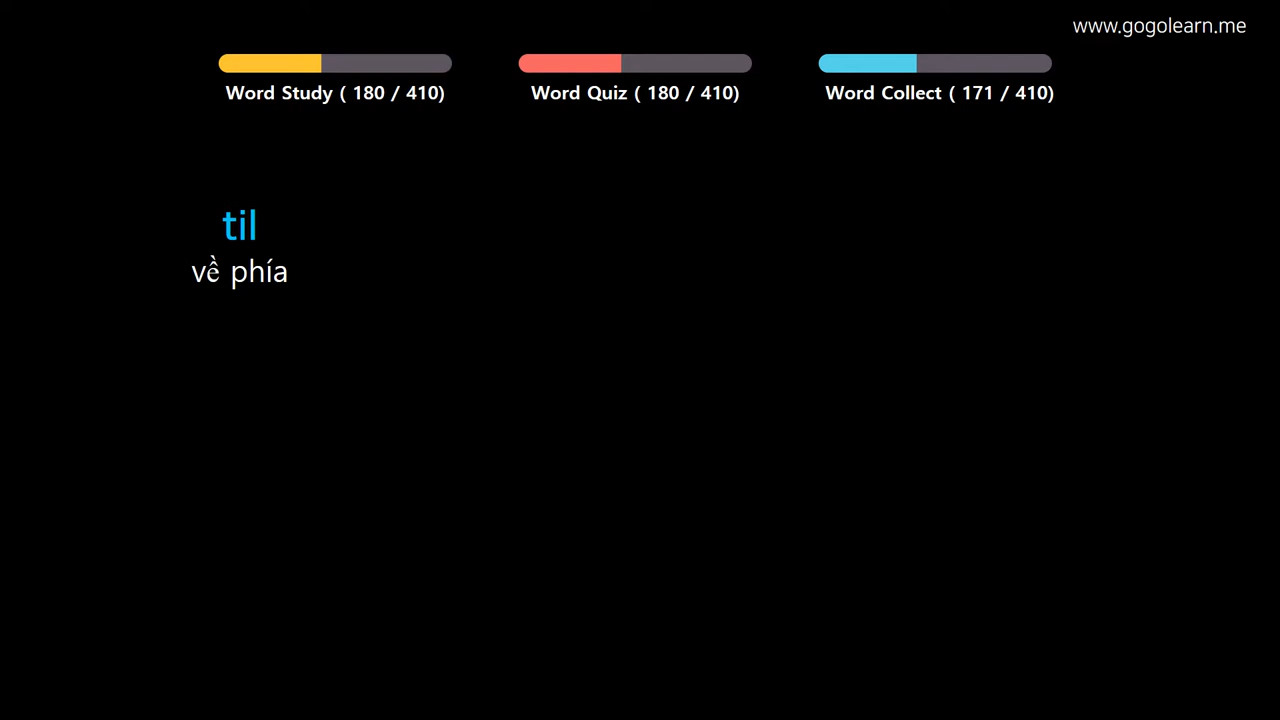 www.gogolearn.me
Word Study ( 180 / 410)
Word Quiz ( 180 / 410)
Word Collect ( 171 / 410)
til
về phía